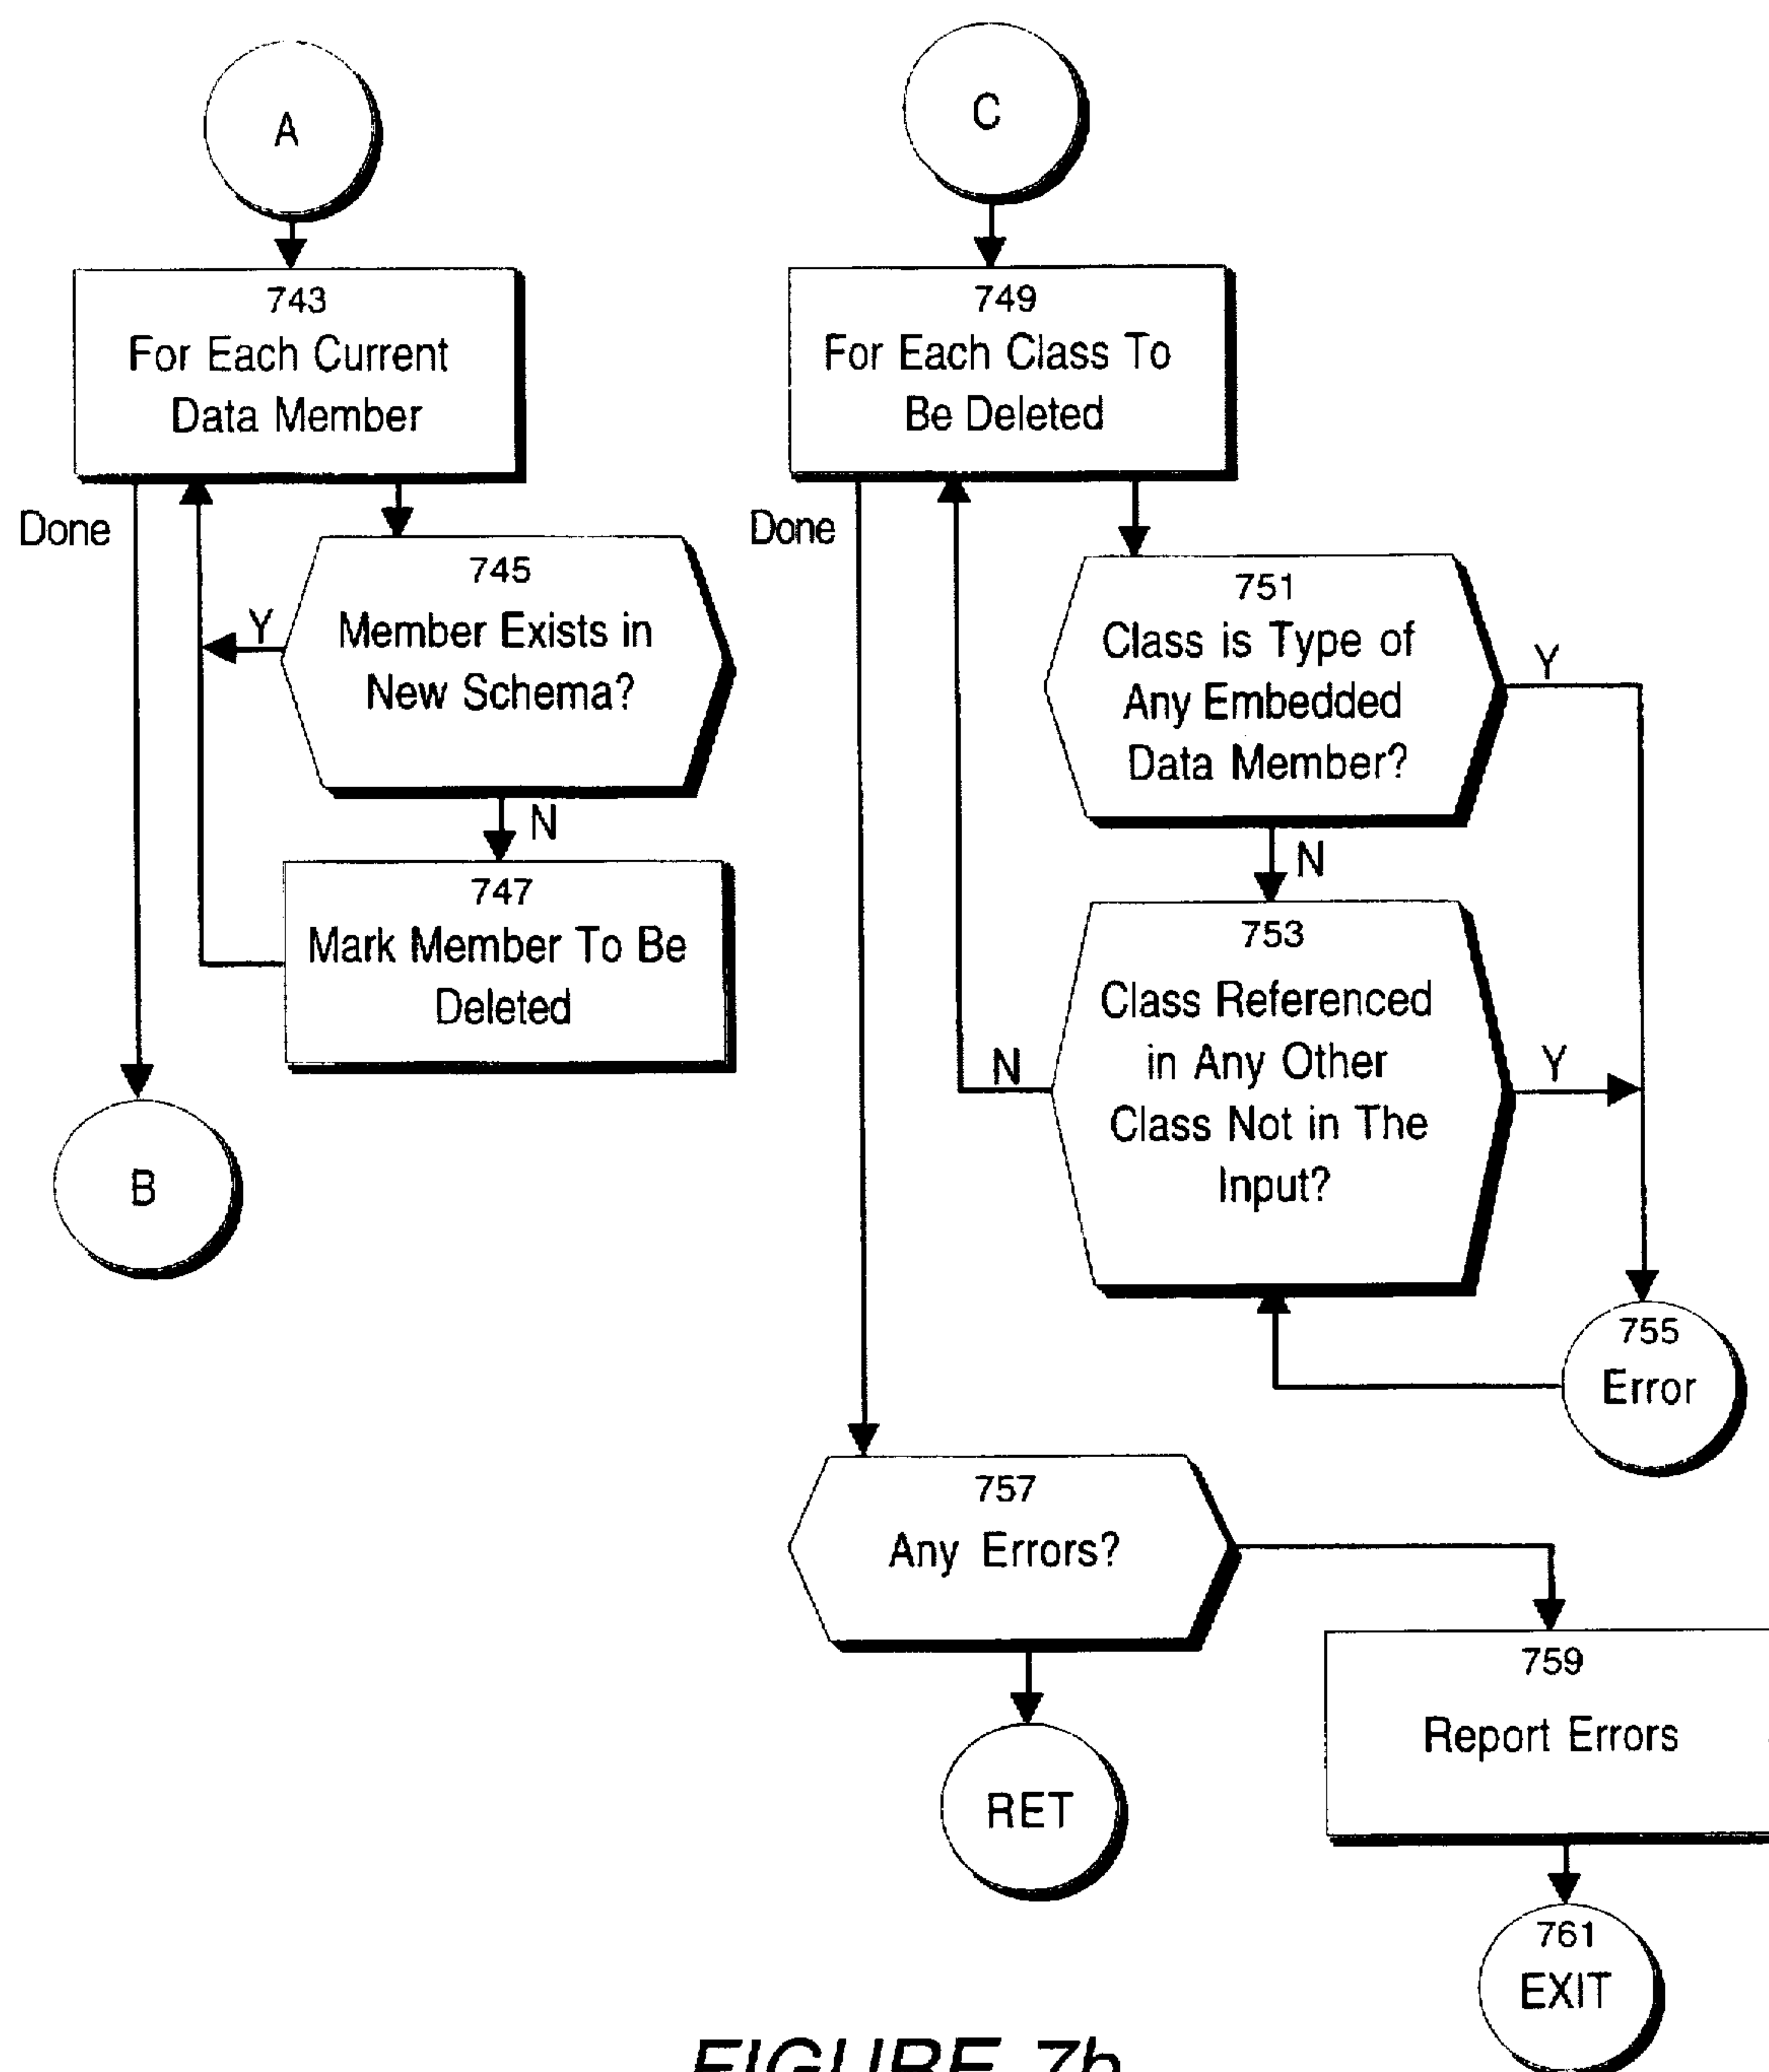 A
743
For Each Current
Data Member
Done
745
Member Exists in
New Schema?
Y
N
747
Mark Member To Be
Deleted
B
C
749
For Each Class To
Be Deleted
Done
751
Class is Type of
Any Embedded
Data Member?
Y
N
753
Class Referenced
in Any Other
Class Not in The
Input?
N
Y
755
Error
757
Any Errors?
RET
759
Report Errors
761
EXIT
FIGURE 7b